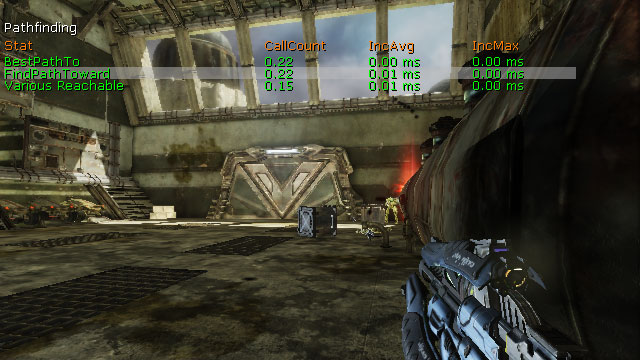 Pathfinding
Stat CallCount IncAvg IncMax
BestPathTo 0.22 0.00 ms 0.00 ms
FindPathToward 0.22 0.01 ms 0.00 ms
Various Reachable 0.15 0.01 ms 0.00 ms